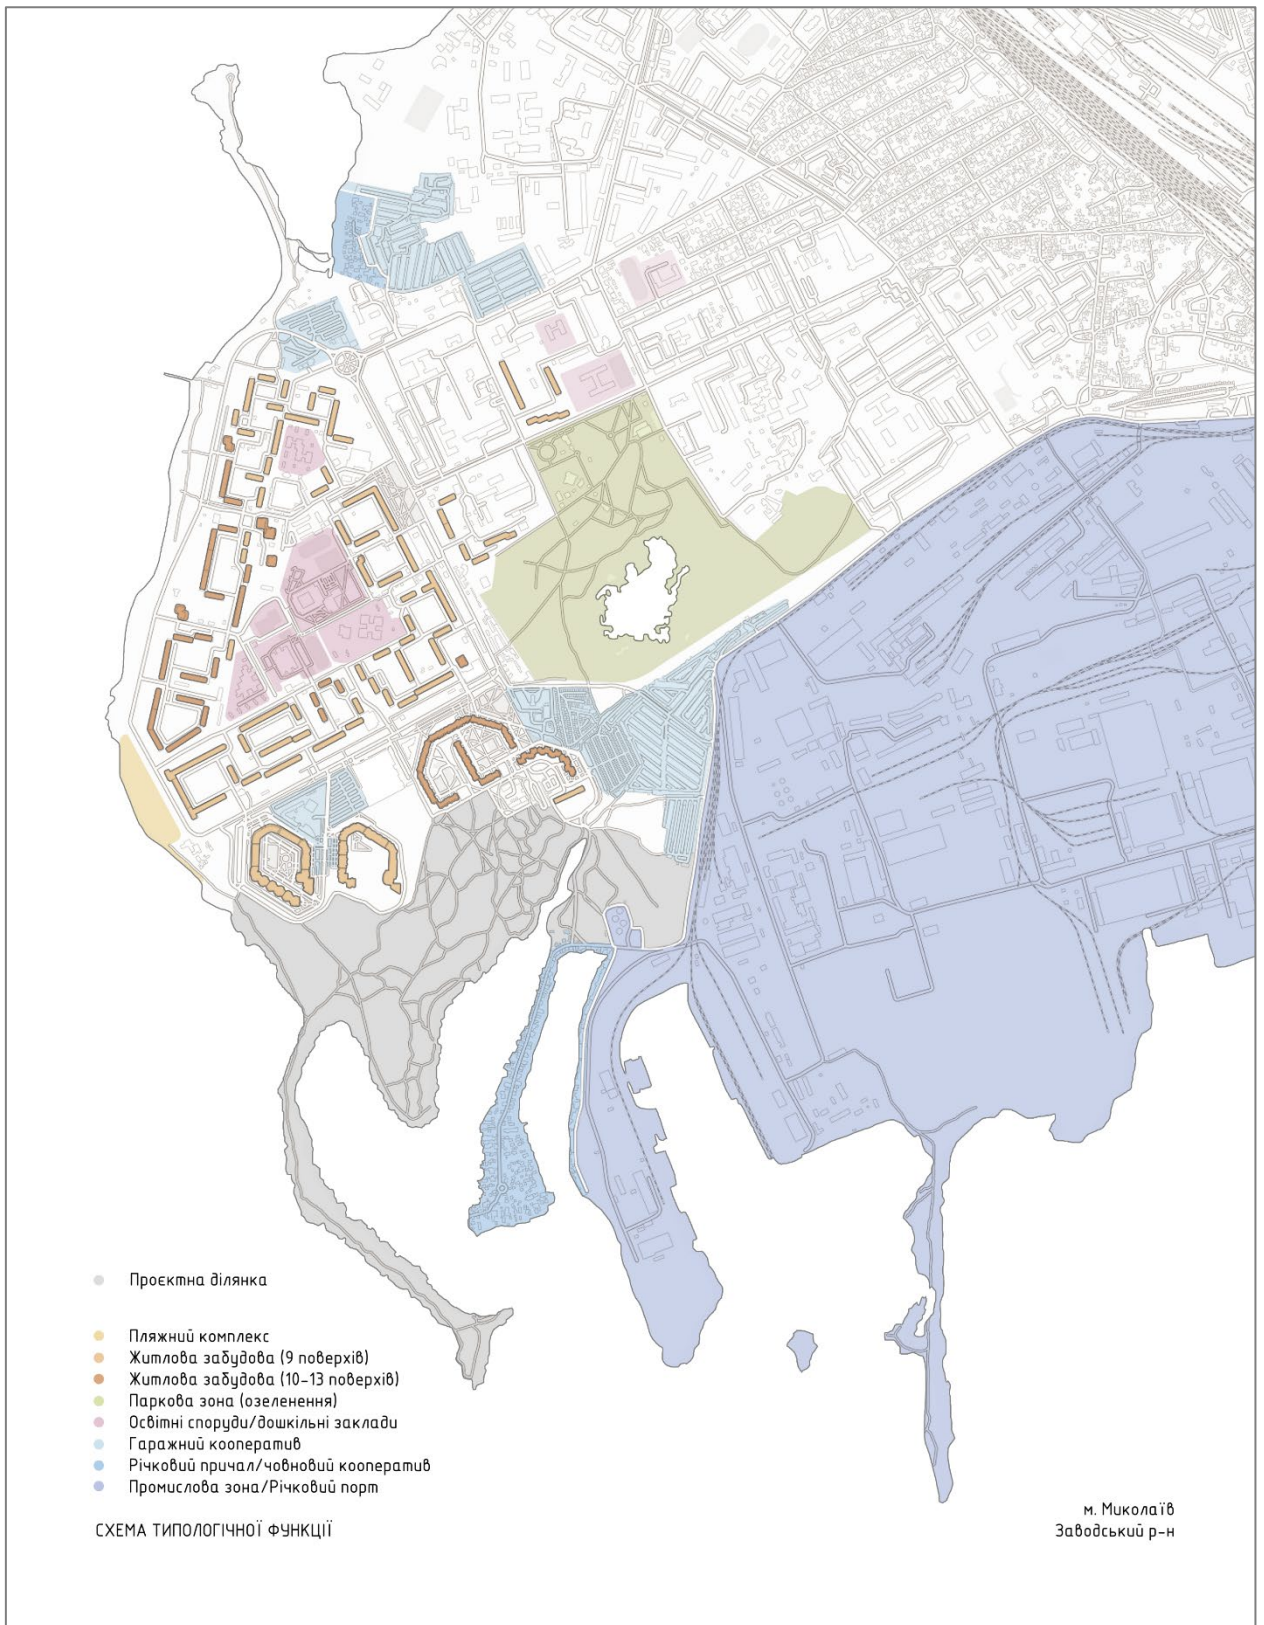 Проєктна ділянка
Пляжний комплекс
Житлова забудова (9 поверхів)
Житлова забудова (10-13 поверхів)
Паркова зона (озеленення)
Освітні споруди/дошкільні заклади
Гаражний кооператив
Річковий причал/човновий кооператив
Промислова зона/Річковий порт
СХЕМА ТИПОЛОГІЧНОЇ ФУНКЦІЇ
м. Миколаїв
Заводський р-н